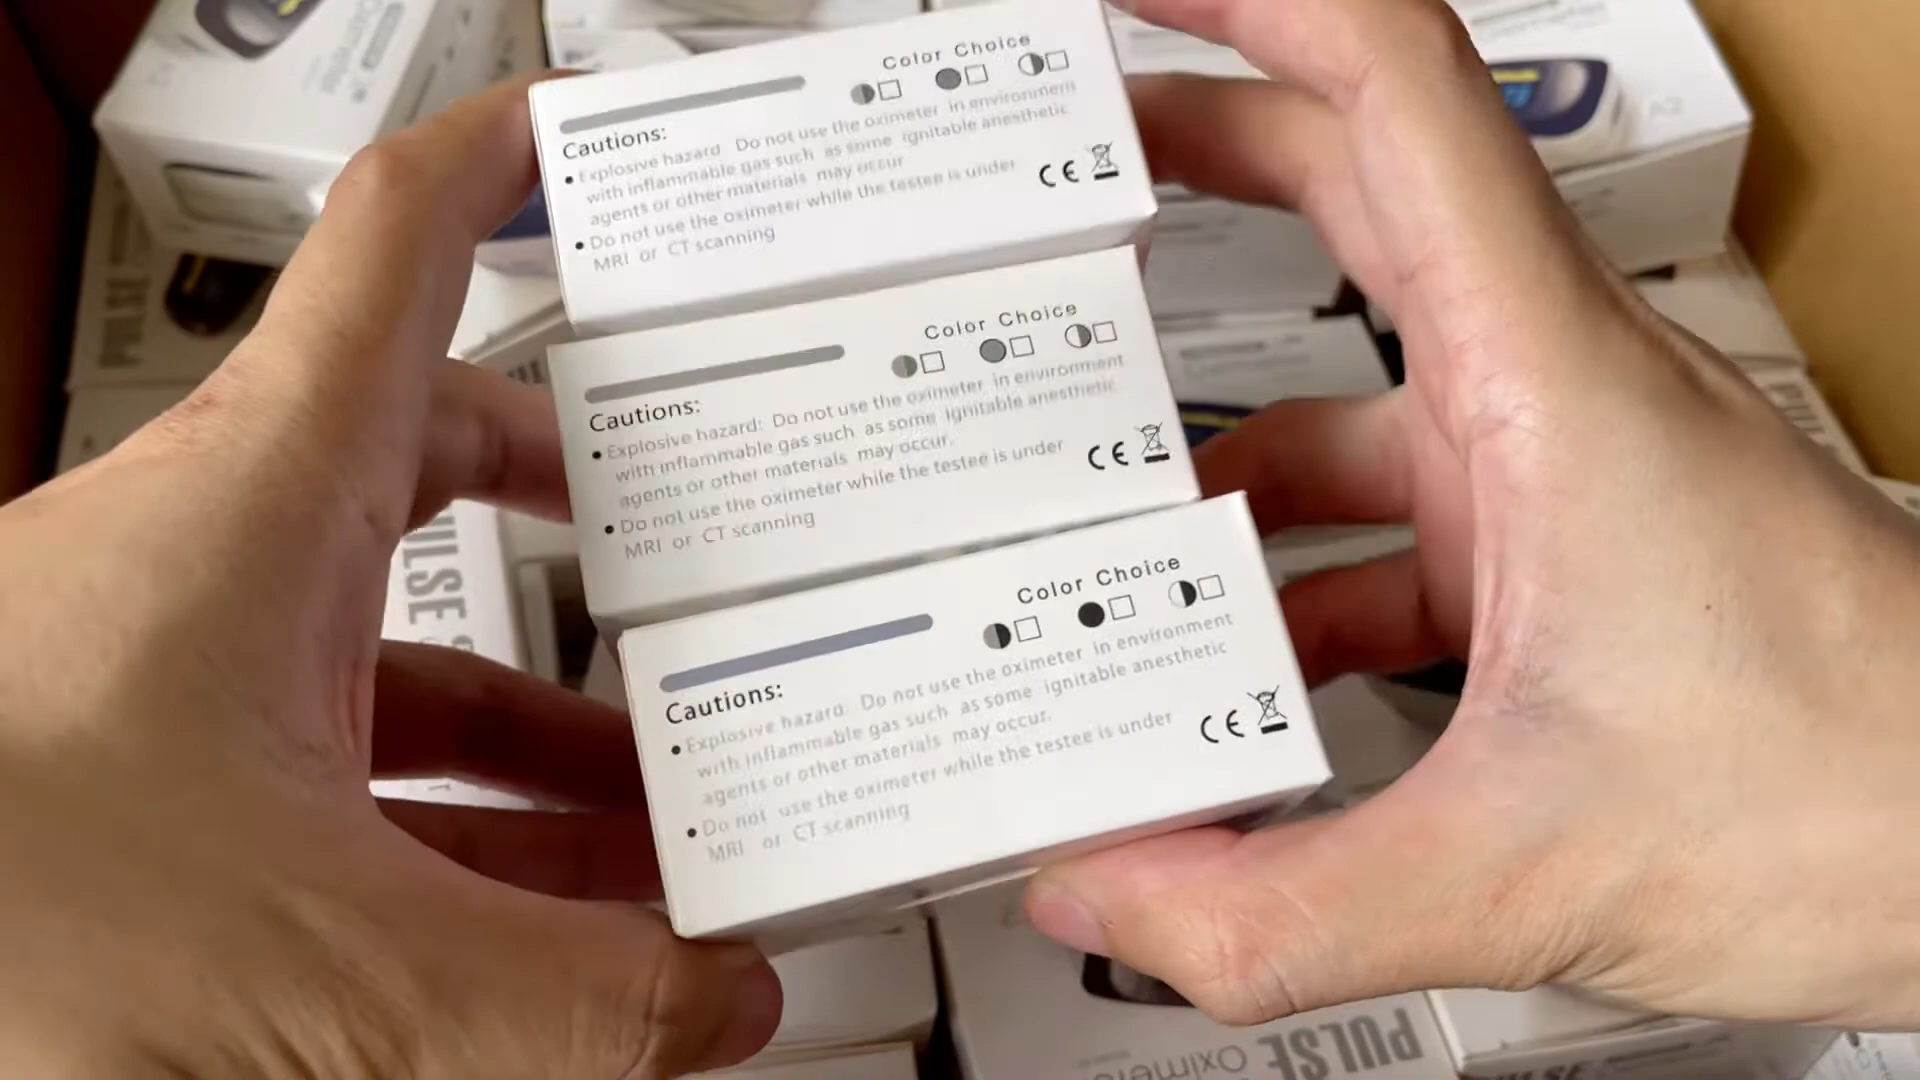 Color Choice
Cautions:
• Explosive hazard Do not use the oximeter in environment
with inflammable gas such as some ignitable anesthetic
agents or other materials may occur
• Do not use the oximeter while the testee is under
MRI or CT scanning
CE
Color Choice
Cautions:
• Explosive hazard: Do not use the oximeter in environment
with inflammable gas such as some ignitable anesthetic
agents or other materials may occur.
• Do not use the oximeter while the testee is under
MRI or CT scanning
CE
Color Choice
Cautions:
• Explosive hazard: Do not use the oximeter in environment
with inflammable gas such as some ignitable anesthetic
agents or other materials may occur.
• Do not use the oximeter while the testee is under
MRI or CT scanning
CE
Oximeter
A2
PULSE
PULSE
Oximeter